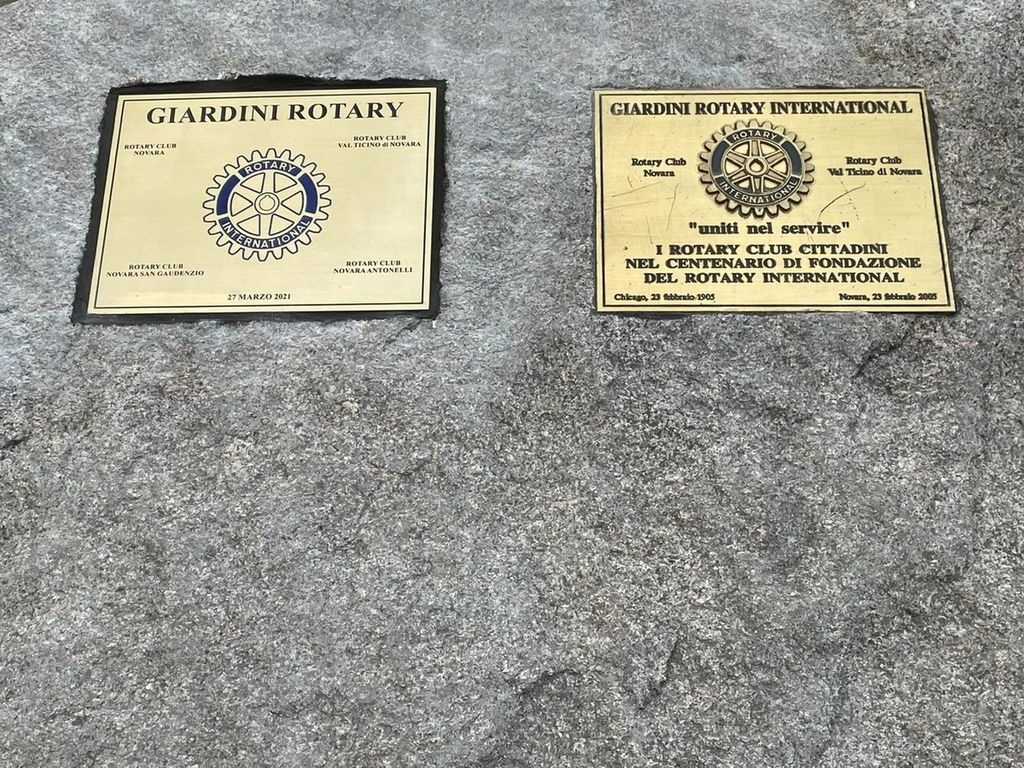 GIARDINI ROTARY
ROTARY CLUB
NOVARA
ROTARY CLUB
VAL TICINO di NOVARA
ROTARY
INTERNATIONAL
ROTARY CLUB
NOVARA SAN GAUDENZIO
ROTARY CLUB
NOVARA ANTONELLI
27 MARZO 2021
GIARDINI ROTARY INTERNATIONAL
Rotary Club
Novara
ROTARY
INTERNATIONAL
Rotary Club
Val Ticino di Novara
"uniti nel servire"
I ROTARY CLUB CITTADINI
NEL CENTENARIO DI FONDAZIONE
DEL ROTARY INTERNATIONAL
Chicago, 23 febbraio 1905
Novara, 23 febbraio 2005